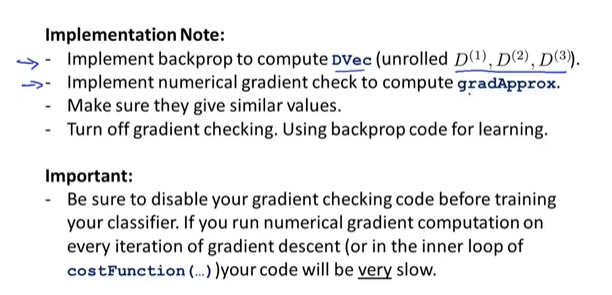 Implementation Note:
- Implement backprop to compute DVec (unrolled D(1), D(2), D(3)).
- Implement numerical gradient check to compute gradApprox.
- Make sure they give similar values.
- Turn off gradient checking. Using backprop code for learning.
Important:
- Be sure to disable your gradient checking code before training
your classifier. If you run numerical gradient computation on
every iteration of gradient descent (or in the inner loop of
costFunction(…))your code will be very slow.